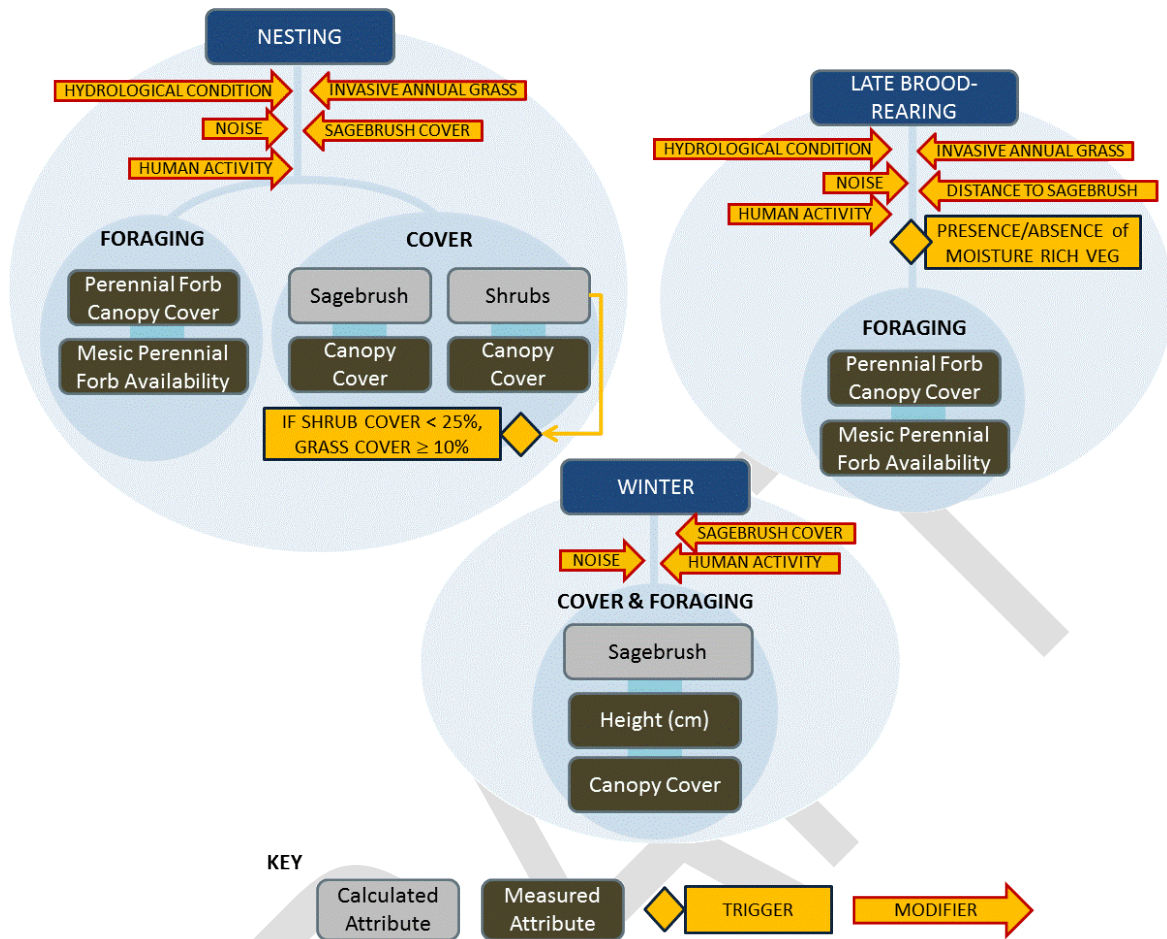 NESTING
HYDROLOGICAL CONDITION
INVASIVE ANNUAL GRASS
NOISE
SAGEBRUSH COVER
HUMAN ACTIVITY
FORAGING
Perennial Forb
Canopy Cover
Mesic Perennial
Forb Availability
COVER
Sagebrush
Canopy
Cover
Shrubs
Canopy
Cover
IF SHRUB COVER < 25%,
GRASS COVER ≥ 10%
LATE BROOD-
REARING
HYDROLOGICAL CONDITION
INVASIVE ANNUAL GRASS
NOISE
DISTANCE TO SAGEBRUSH
HUMAN ACTIVITY
PRESENCE/ABSENCE of
MOISTURE RICH VEG
FORAGING
Perennial Forb
Canopy Cover
Mesic Perennial
Forb Availability
WINTER
SAGEBRUSH COVER
NOISE
HUMAN ACTIVITY
COVER & FORAGING
Sagebrush
Height (cm)
Canopy Cover
KEY
Calculated
Attribute
Measured
Attribute
TRIGGER
MODIFIER